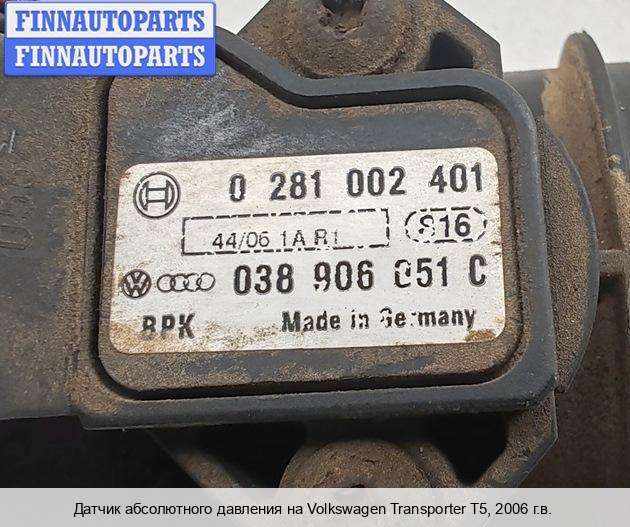 FINNAUTOPARTS
FINNAUTOPARTS
0 281 002 401
44/06 1A R1
S16
038 906 051 C
BPK Made in Germany
Датчик абсолютного давления на Volkswagen Transporter T5, 2006 г.в.